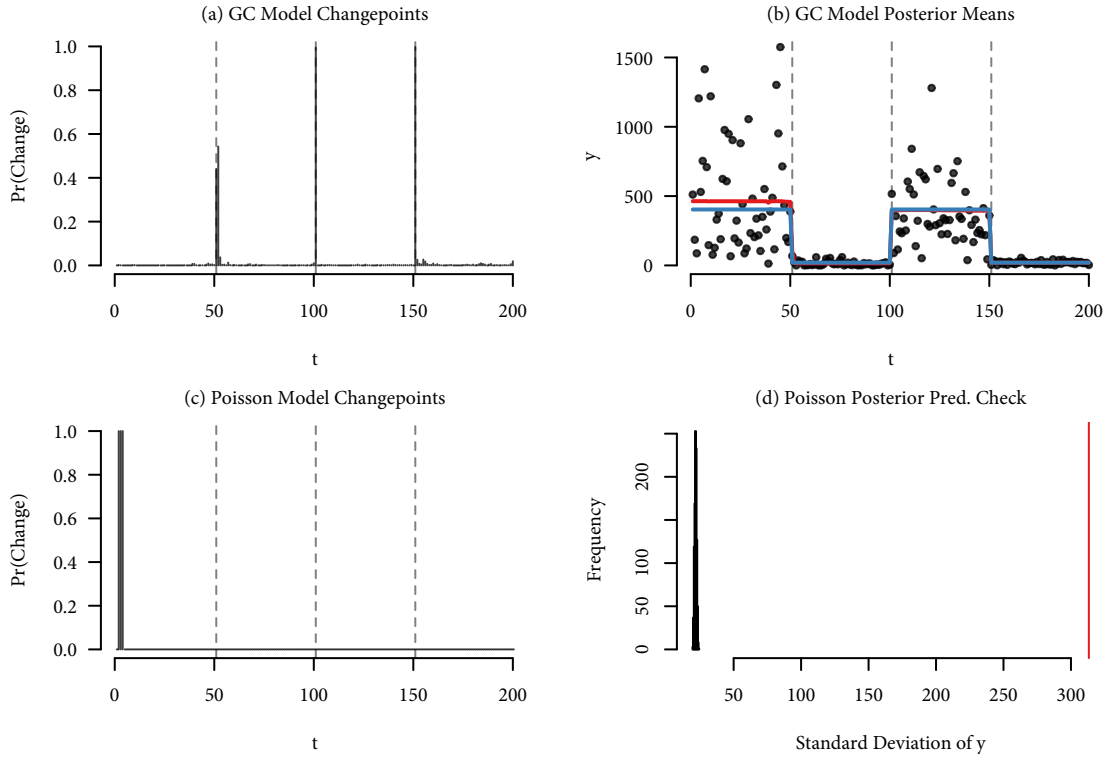 (a) GC Model Changepoints
1.0
0.8
0.6
0.4
0.2
0.0
Pr(Change)
0 50 100 150 200
t
(b) GC Model Posterior Means
1500
1000
500
0
y
0 50 100 150 200
t
(c) Poisson Model Changepoints
1.0
0.8
0.6
0.4
0.2
0.0
Pr(Change)
0 50 100 150 200
t
(d) Poisson Posterior Pred. Check
200
100
50
0
Frequency
50 100 150 200 250 300
Standard Deviation of y